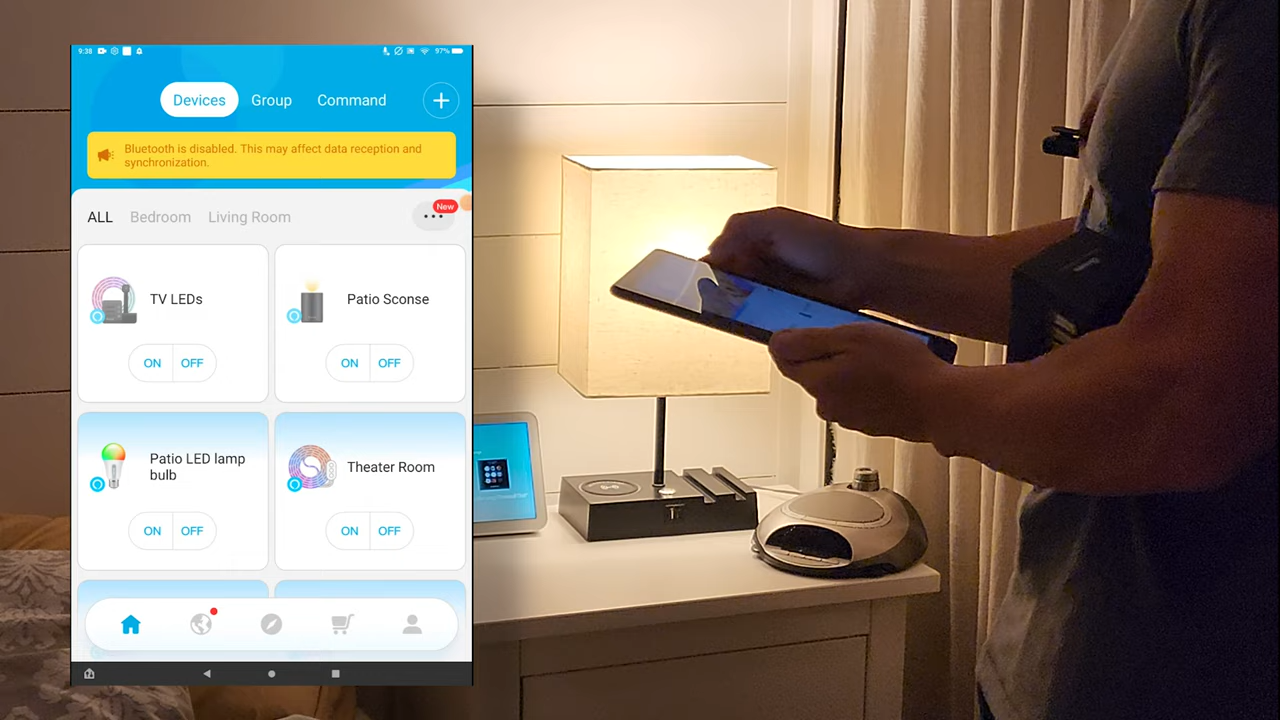 9:38
97%
Devices
Group
Command
Bluetooth is disabled. This may affect data reception and
synchronization.
ALL
Bedroom
Living Room
New
TV LEDs
Patio Sconse
ON
OFF
ON
OFF
Patio LED lamp
bulb
Theater Room
ON
OFF
ON
OFF